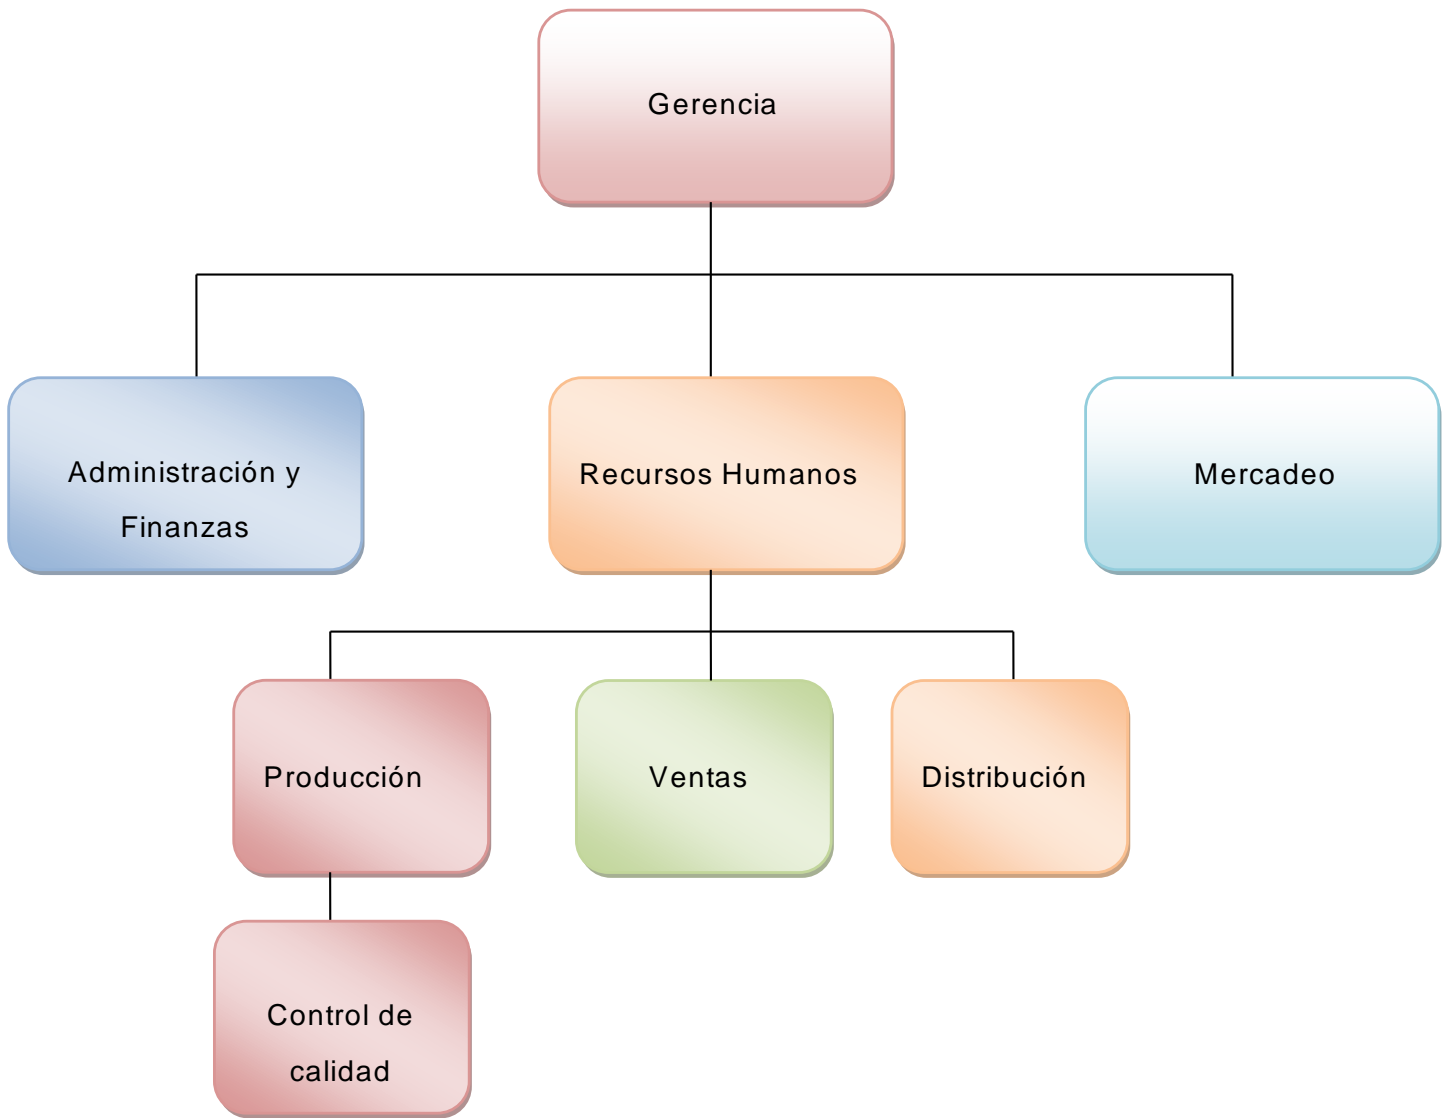 Gerencia
Administración y
Finanzas
Recursos Humanos
Mercadeo
Producción
Ventas
Distribución
Control de
calidad